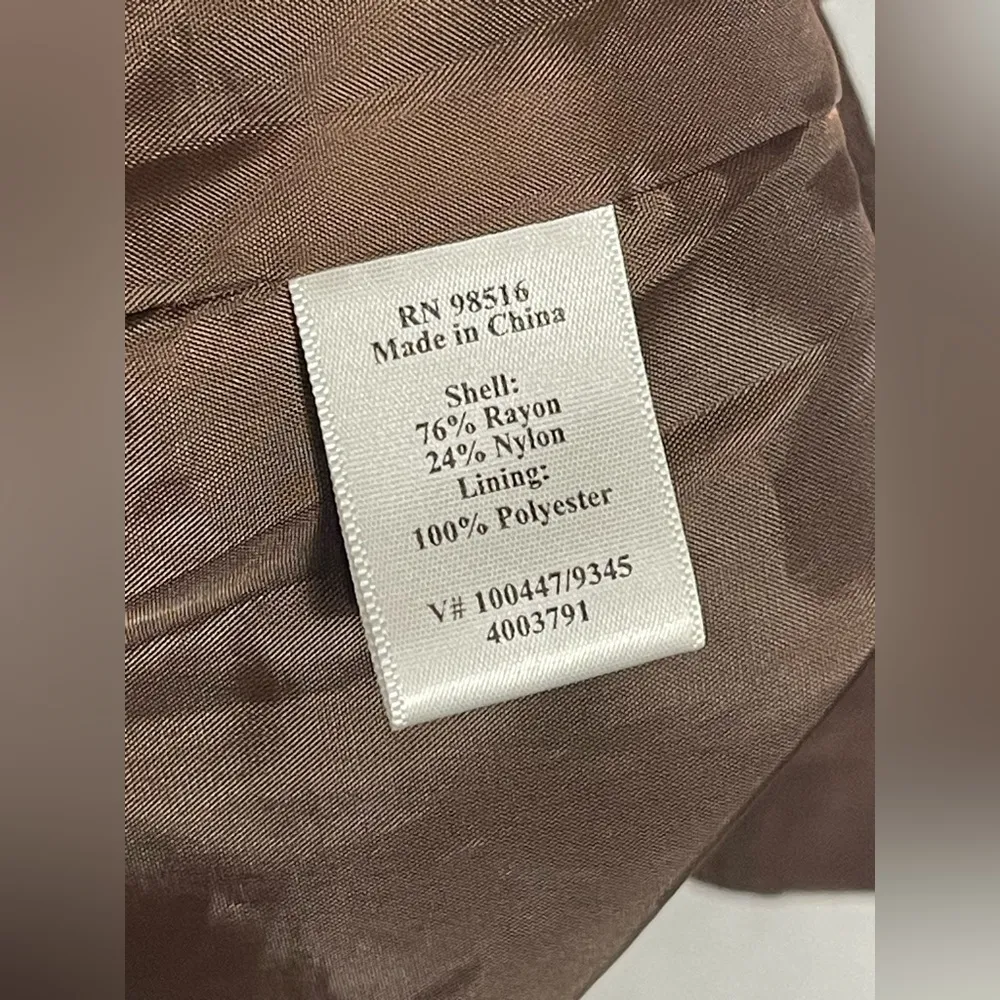 RN 98516
Made in China
Shell:
76% Rayon
24% Nylon
Lining:
100% Polyester
V# 100447/9345
4003791